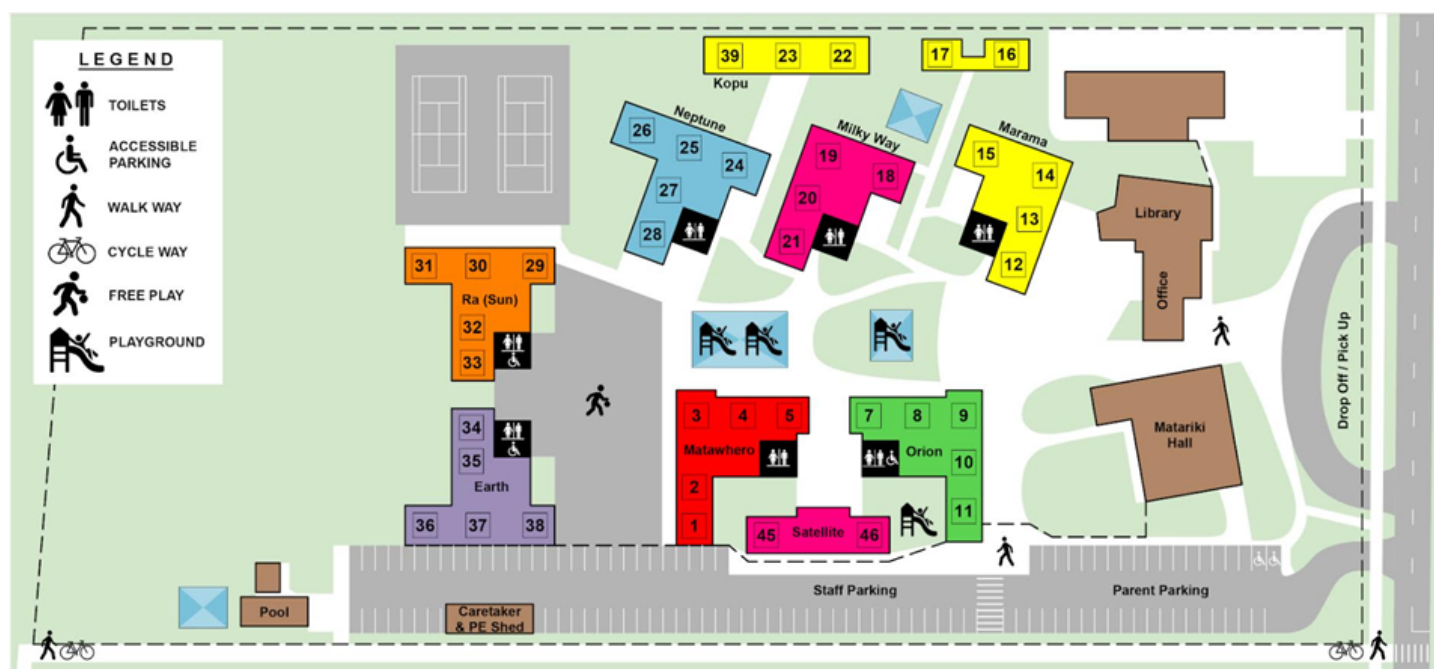 LEGEND
TOILETS
ACCESSIBLE
PARKING
WALK WAY
CYCLE WAY
FREE PLAY
PLAYGROUND
39 23 22
Kopu
17 16
Neptune
26 25 24
27
28
Milky Way
19 18
20
21
Marama
15 14
13
12
Library
Office
31 30 29
Ra (Sun)
32
33
34
35
Earth
36 37 38
3 4 5
Matawhero
2
1
7 8 9
Orion
10
11
45 Satellite 46
Matariki
Hall
Drop Off / Pick Up
Staff Parking
Parent Parking
Pool
Caretaker
& PE Shed